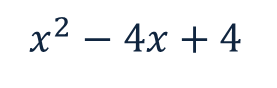 x² − 4x + 4